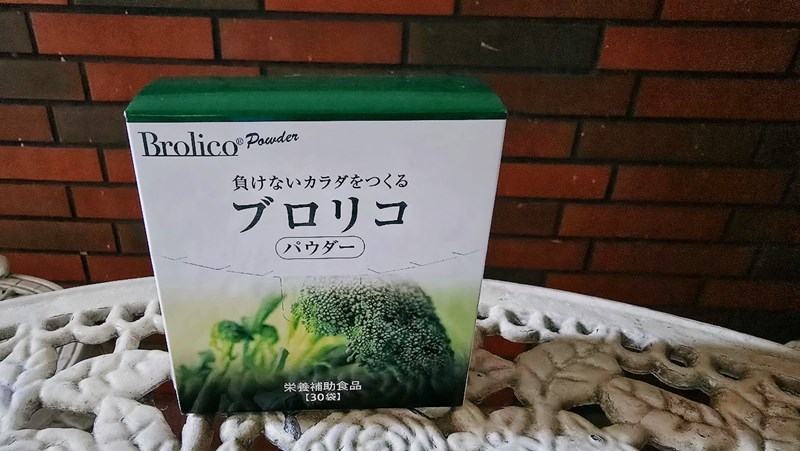 Brolico® Powder
負けないカラダをつくる
ブロリコ
パウダー
栄養補助食品
【30袋】